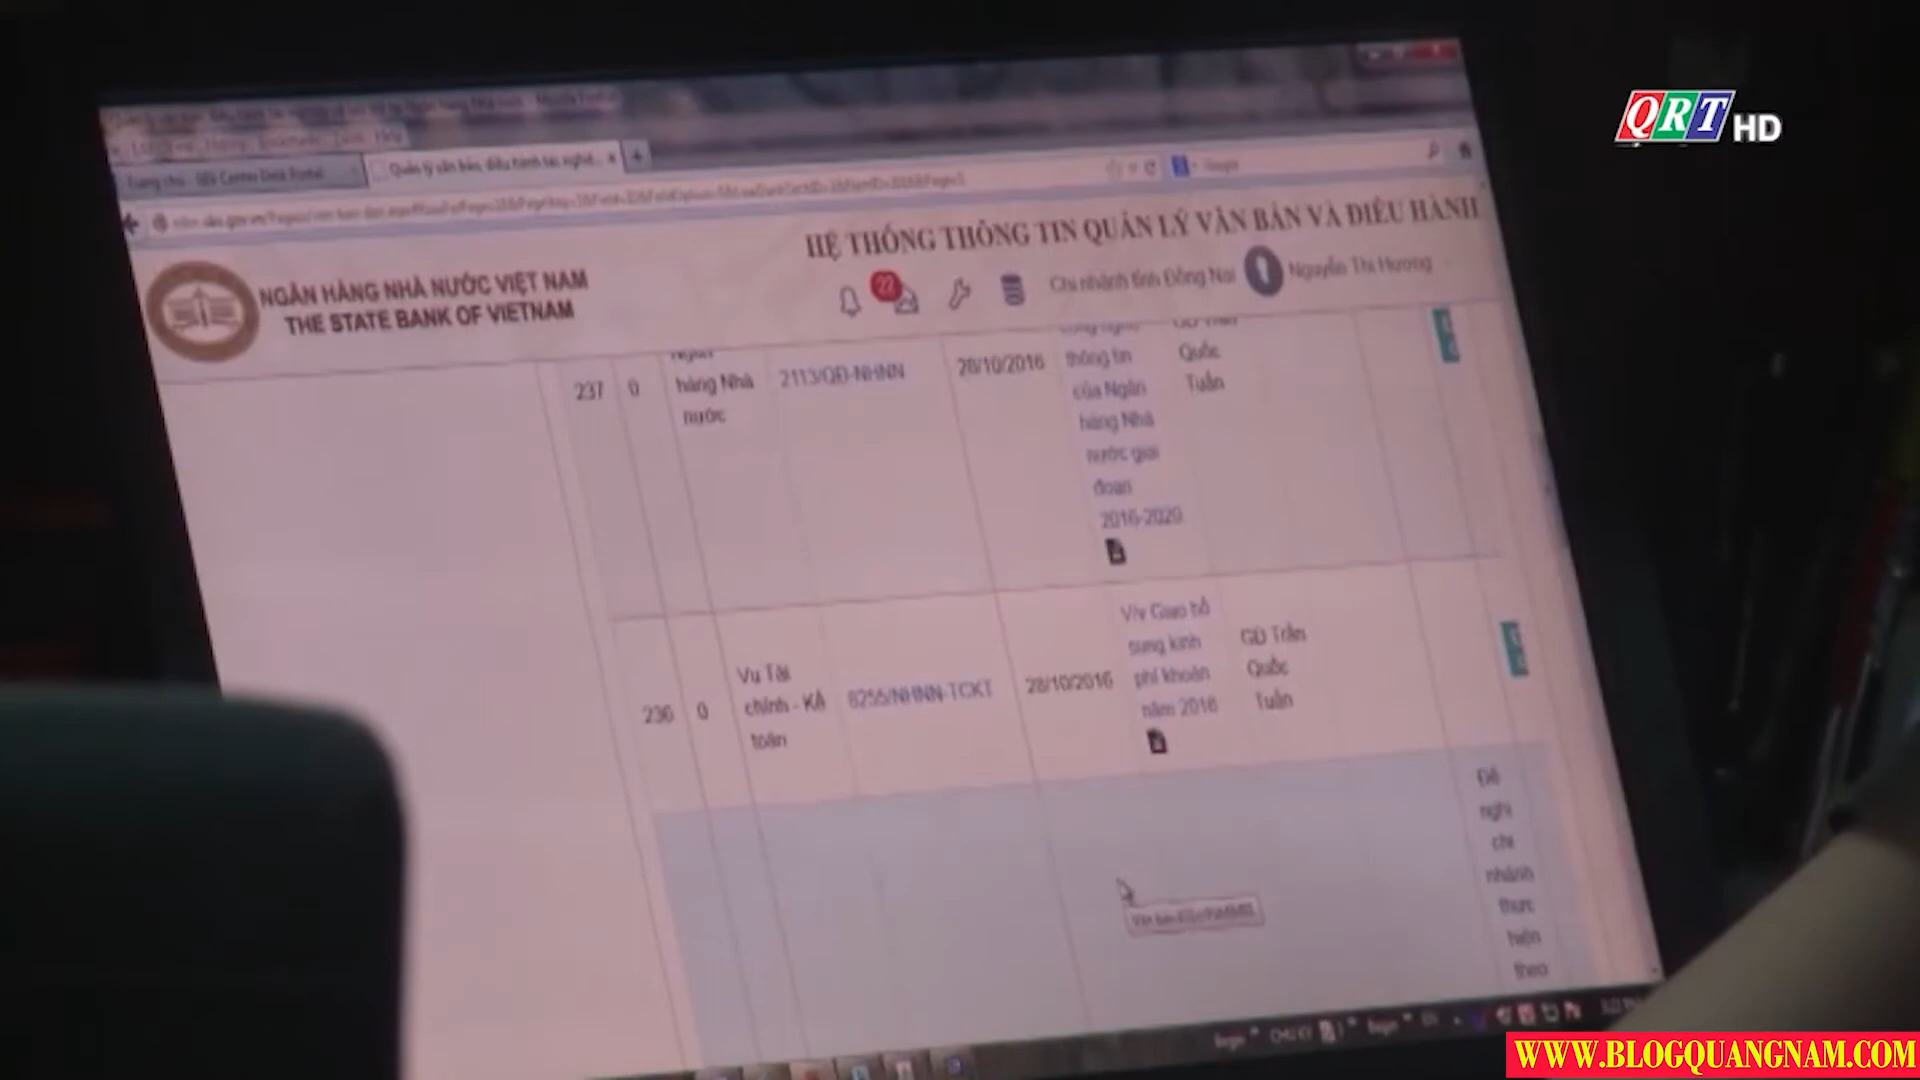 QRT HD
HỆ THỐNG THÔNG TIN QUẢN LÝ VĂN BẢN VÀ ĐIỀU HÀNH
NGÂN HÀNG NHÀ NƯỚC VIỆT NAM
THE STATE BANK OF VIETNAM
22
Chi nhánh tỉnh Đồng Nai
Nguyễn Thị Hương
237 0
hàng Nhà
nước
2113/QĐ-NHNN
28/10/2016
thông tin
của Ngân
hàng Nhà
nước giai
đoạn
2016-2020
Quốc
Tuấn
236 0
Vụ Tài
chính - Kế
toán
8255/NHNN-TCKT
28/10/2016
V/v Giao bổ
sung kinh
phí khoán
năm 2016
GĐ Trần
Quốc
Tuấn
Đề
nghị
chi
nhánh
thực
hiện
theo
WWW.BLOGQUANGNAM.COM